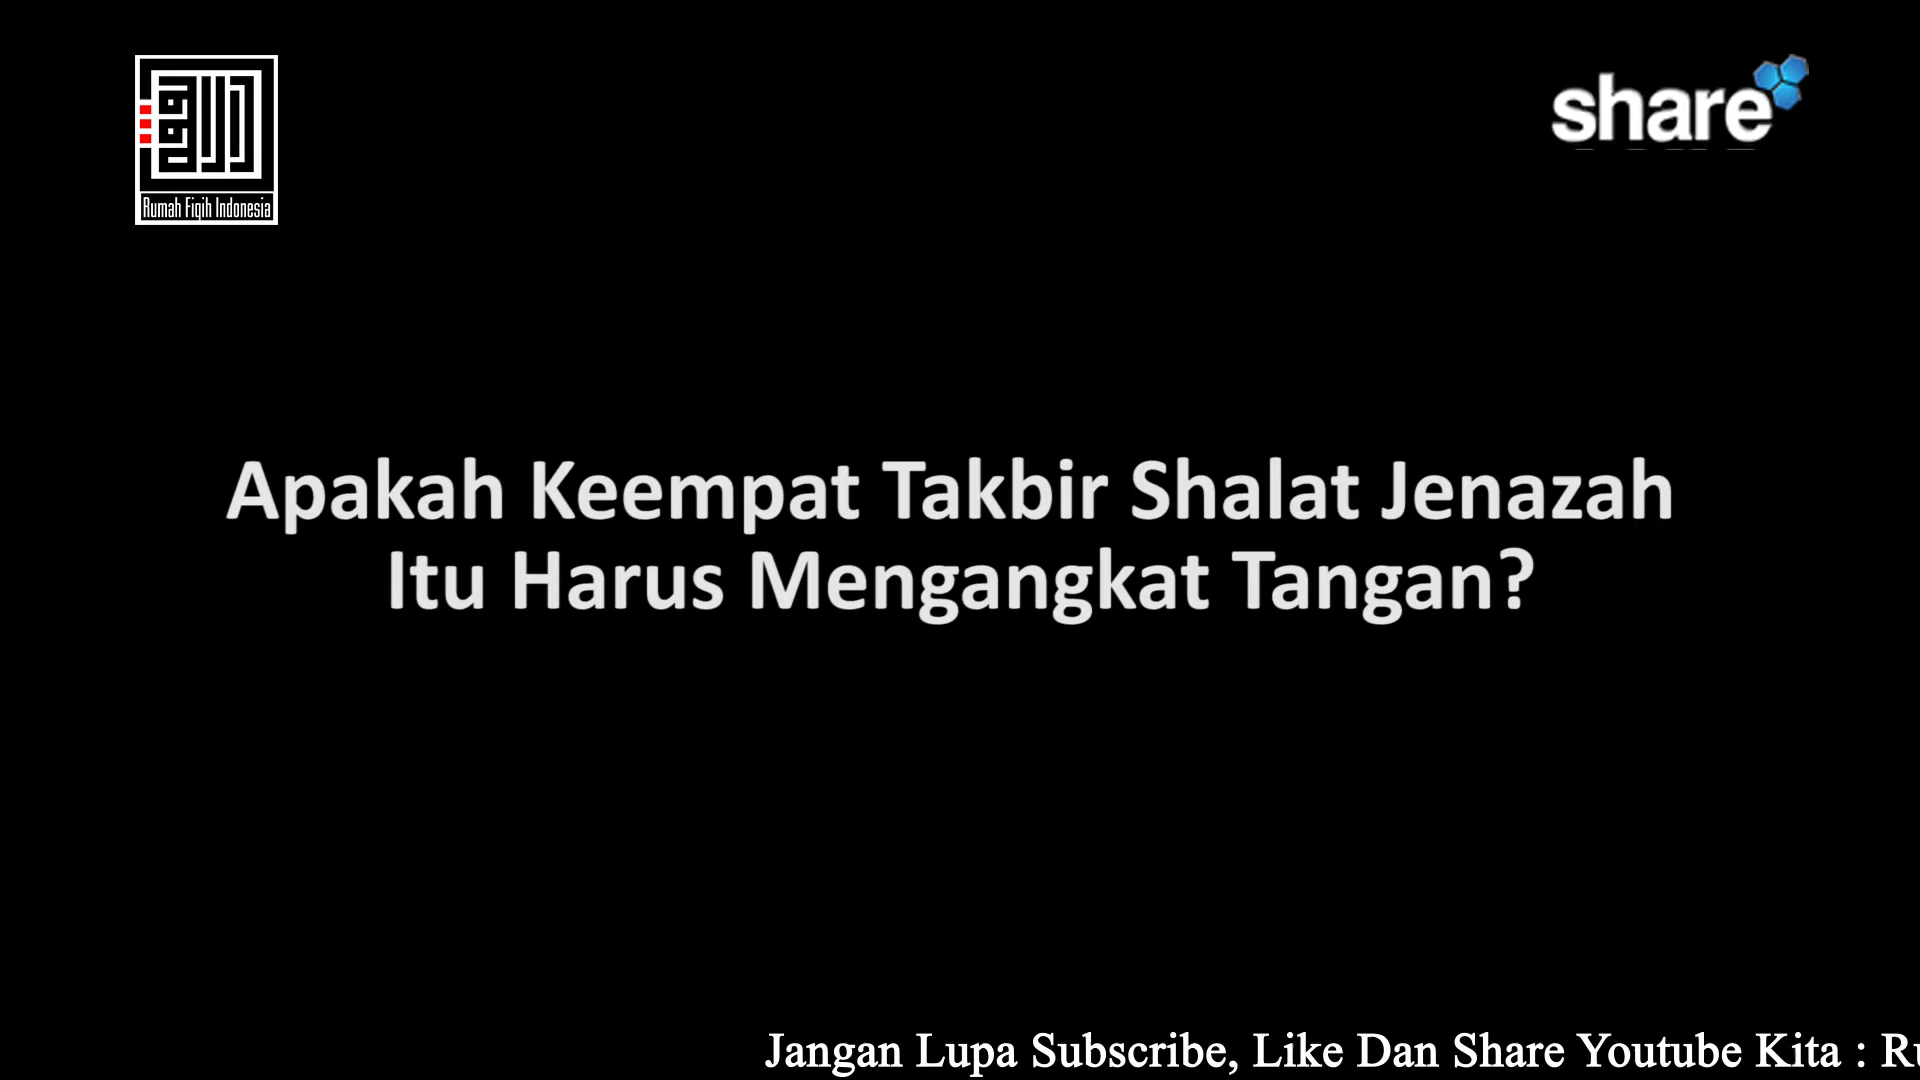 Rumah Fiqih Indonesia
share
Apakah Keempat Takbir Shalat Jenazah
Itu Harus Mengangkat Tangan?
Jangan Lupa Subscribe, Like Dan Share Youtube Kita :